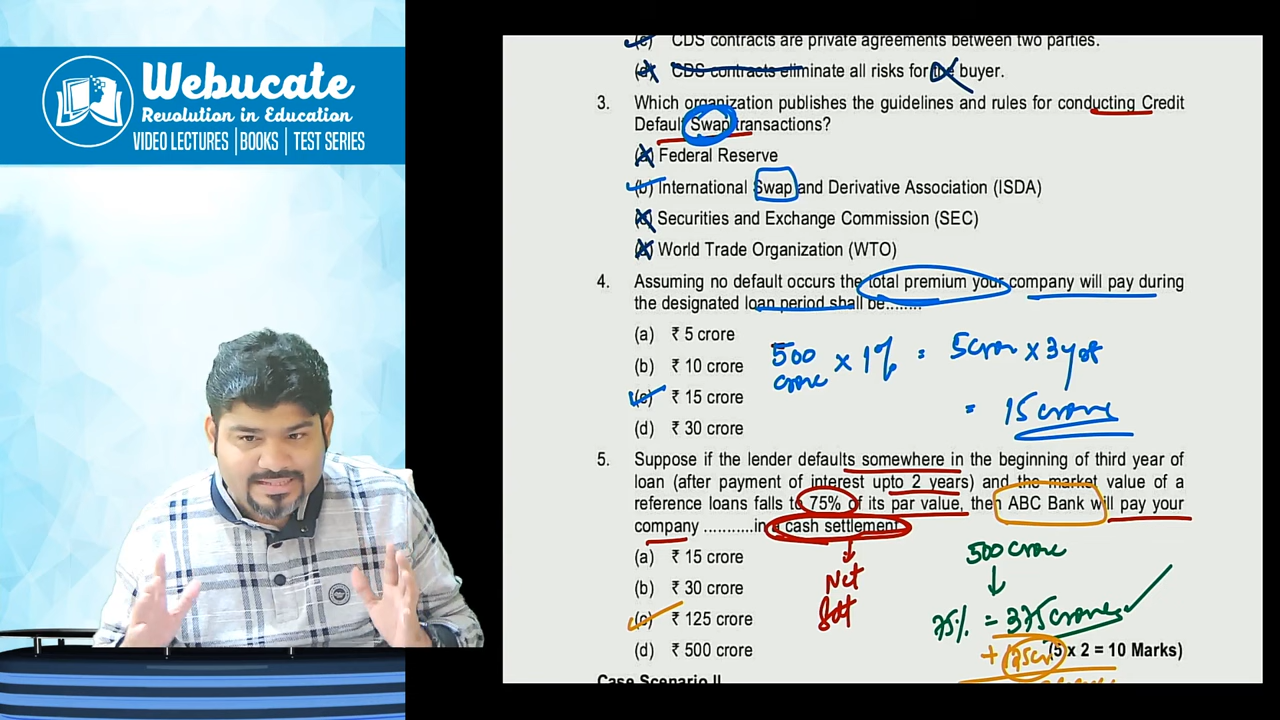 Webucate
Revolution in Education
VIDEO LECTURES | BOOKS | TEST SERIES
(c) CDS contracts are private agreements between two parties.
(d) CDS contracts eliminate all risks for the buyer.
3. Which organization publishes the guidelines and rules for conducting Credit
Default Swap transactions?
(a) Federal Reserve
(b) International Swap and Derivative Association (ISDA)
(c) Securities and Exchange Commission (SEC)
(d) World Trade Organization (WTO)
4. Assuming no default occurs the total premium your company will pay during
the designated loan period shall be........
(a) ₹ 5 crore
(b) ₹ 10 crore
(c) ₹ 15 crore
(d) ₹ 30 crore
500 crore × 1% = 5 crore × 3
= 15 crore
5. Suppose if the lender defaults somewhere in the beginning of third year of
loan (after payment of interest upto 2 years) and the market value of a
reference loans falls to 75% of its par value, then ABC Bank will pay your
company ...........in a cash settlement
(a) ₹ 15 crore
(b) ₹ 30 crore
(c) ₹ 125 crore
(d) ₹ 500 crore
Net
500 crore
75% = 375 crores
+ 125
(5 x 2 = 10 Marks)
Case Scenario II